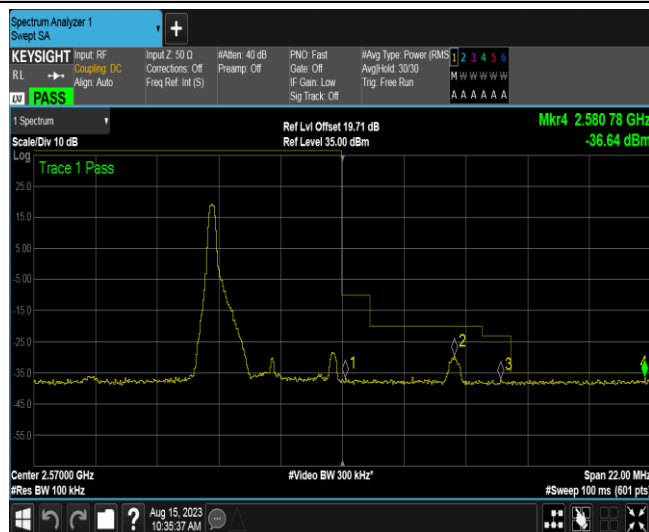 Spectrum Analyzer 1
Swept SA
KEYSIGHT
RL
LXI PASS
Input: RF
Coupling: DC
Align: Auto
Input Z: 50 Ω
Corrections: Off
Freq Ref: Int (S)
#Atten: 40 dB
Preamp: Off
PNO: Fast
Gate: Off
IF Gain: Low
Sig Track: Off
#Avg Type: Power (RMS
Avg|Hold: 30/30
Trig: Free Run
1 2 3 4 5 6
M W W W W W
A A A A A A
1 Spectrum
Scale/Div 10 dB
Ref Lvl Offset 19.71 dB
Ref Level 35.00 dBm
Mkr4 2.580 78 GHz
-36.64 dBm
Log
Trace 1 Pass
25.0
15.0
5.00
-5.00
-15.0
-25.0
-35.0
-45.0
-55.0
1
2
3
4
Center 2.57000 GHz
#Res BW 100 kHz
#Video BW 300 kHz*
Span 22.00 MHz
#Sweep 100 ms (601 pts)
?
Aug 15, 2023
10:35:37 AM